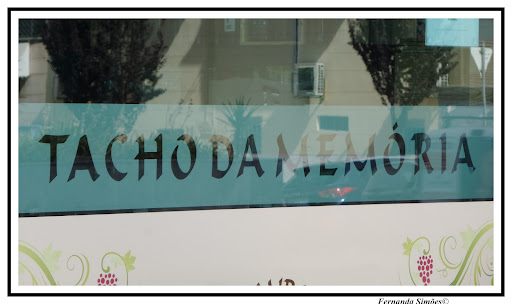 TACHO DA MEMÓRIA
Fernanda Simões©